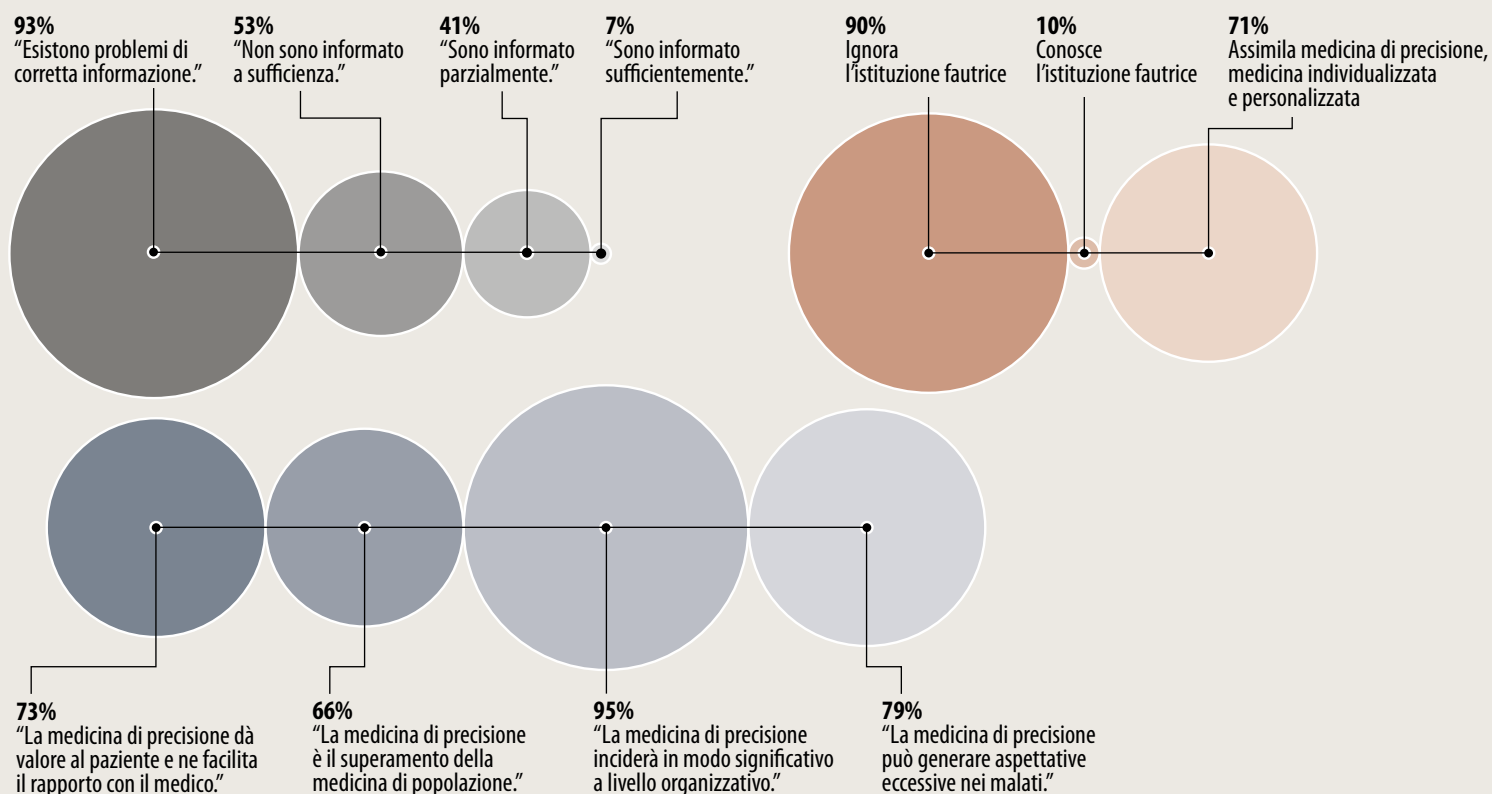 93%
“Esistono problemi di
corretta informazione.”
53%
“Non sono informato
a sufficienza.”
41%
“Sono informato
parzialmente.”
7%
“Sono informato
sufficientemente.”
90%
Ignora
l’istituzione fautrice
10%
Conosce
l’istituzione fautrice
71%
Assimila medicina di precisione,
medicina individualizzata
e personalizzata
73%
“La medicina di precisione dà
valore al paziente e ne facilita
il rapporto con il medico.”
66%
“La medicina di precisione
è il superamento della
medicina di popolazione.”
95%
“La medicina di precisione
inciderà in modo significativo
a livello organizzativo.”
79%
“La medicina di precisione
può generare aspettative
eccessive nei malati.”